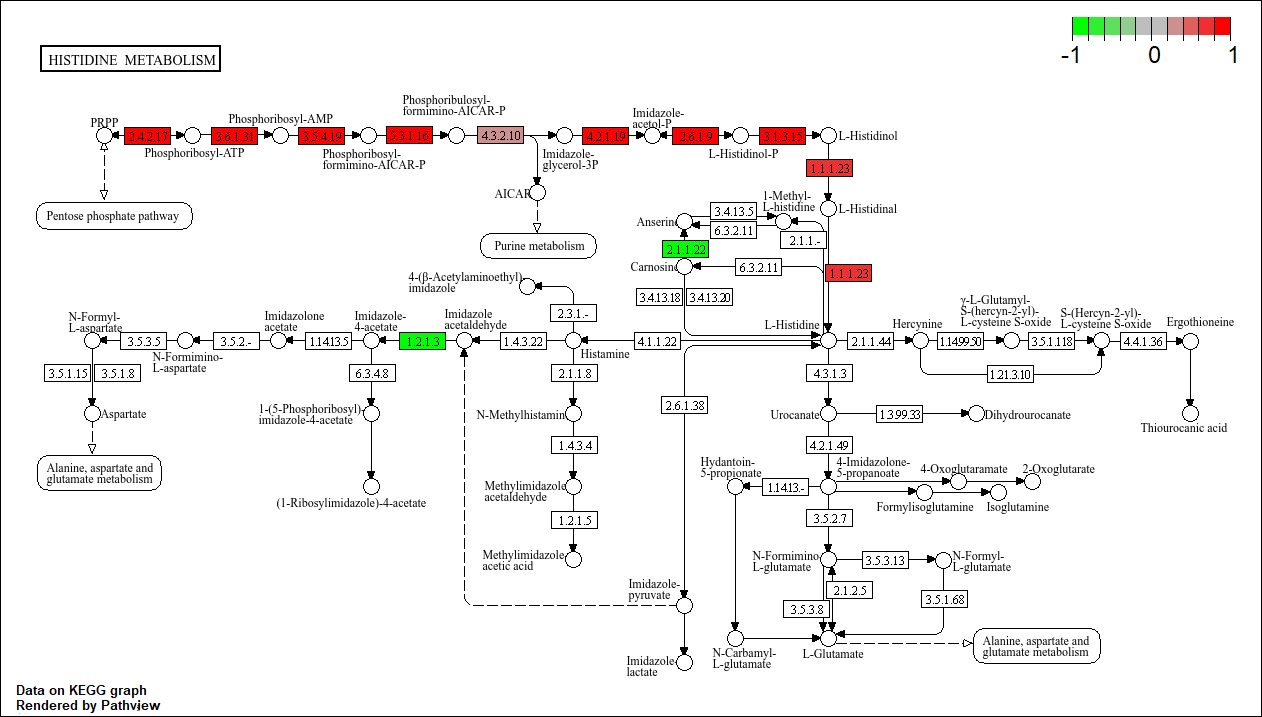 HISTIDINE METABOLISM
-1 0 1
Phosphoribulosyl-
formimino-AICAR-P
PRPP
Phosphoribosyl-AMP
Imidazole-
acetol-P
2.4.2.17
3.6.1.31
3.5.4.19
5.3.1.16
4.3.2.10
4.2.1.19
2.6.1.9
3.1.3.15
L-Histidinol
Phosphoribosyl-ATP
Phosphoribosyl-
formimino-AICAR-P
Imidazole-
glycerol-3P
L-Histidinol-P
1.1.1.23
AICAR
L-Histidinal
Pentose phosphate pathway
Purine metabolism
1-Methyl-
L-histidine
3.4.13.5
Anserine
6.3.2.11
2.1.1.-
2.1.1.22
Carnosine
6.3.2.11
1.1.1.23
3.4.13.18
3.4.13.20
4-(β-Acetylaminoethyl)-
imidazole
2.3.1.-
N-Formyl-
L-aspartate
Imidazolone
acetate
Imidazole-
4-acetate
Imidazole
acetaldehyde
L-Histidine
Hercynine
γ-L-Glutamyl-
S-(hercyn-2-yl)-
L-cysteine S-oxide
S-(Hercyn-2-yl)-
L-cysteine S-oxide
Ergothioneine
3.5.3.5
3.5.2.-
1.14.13.5
1.2.1.3
1.4.3.22
4.1.1.22
2.1.1.44
1.14.99.50
3.5.1.118
4.4.1.36
N-Formimino-
L-aspartate
Histamine
3.5.1.15
3.5.1.8
6.3.4.8
2.1.1.8
4.3.1.3
1.21.3.10
2.6.1.38
Aspartate
1-(5-Phosphoribosyl)-
imidazole-4-acetate
N-Methylhistamin
Urocanate
1.3.99.33
Dihydrourocanate
Thiourocanic acid
1.4.3.4
4.2.1.49
Alanine, aspartate and
glutamate metabolism
Hydantoin-
5-propionate
4-Imidazolone-
5-propanoate
4-Oxoglutaramate
2-Oxoglutarate
Methylimidazole
acetaldehyde
1.14.13.-
(1-Ribosylimidazole)-4-acetate
Formylisoglutamine
Isoglutamine
1.2.1.5
3.5.2.7
Methylimidazole
acetic acid
N-Formimino
L-glutamate
3.5.3.13
N-Formyl-
L-glutamate
Imidazole-
pyruvate
2.1.2.5
3.5.3.8
3.5.1.68
Imidazole
lactate
N-Carbamyl-
L-glutamate
L-Glutamate
Alanine, aspartate and
glutamate metabolism
Data on KEGG graph
Rendered by Pathview